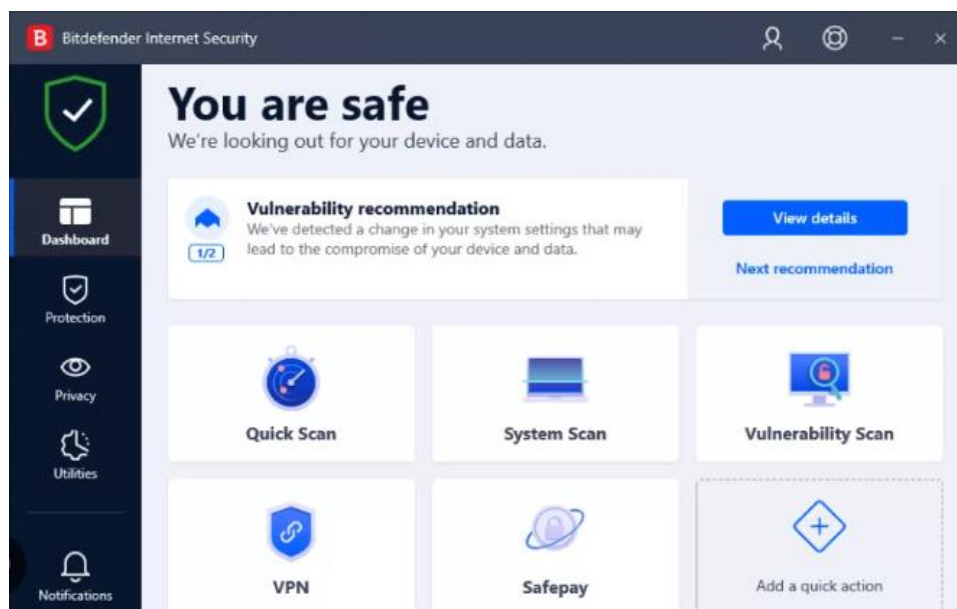 B Bitdefender Internet Security
You are safe
We're looking out for your device and data.
Dashboard
Protection
Privacy
Utilities
Notifications
1/2
Vulnerability recommendation
We've detected a change in your system settings that may
lead to the compromise of your device and data.
View details
Next recommendation
Quick Scan
System Scan
Vulnerability Scan
VPN
Safepay
Add a quick action